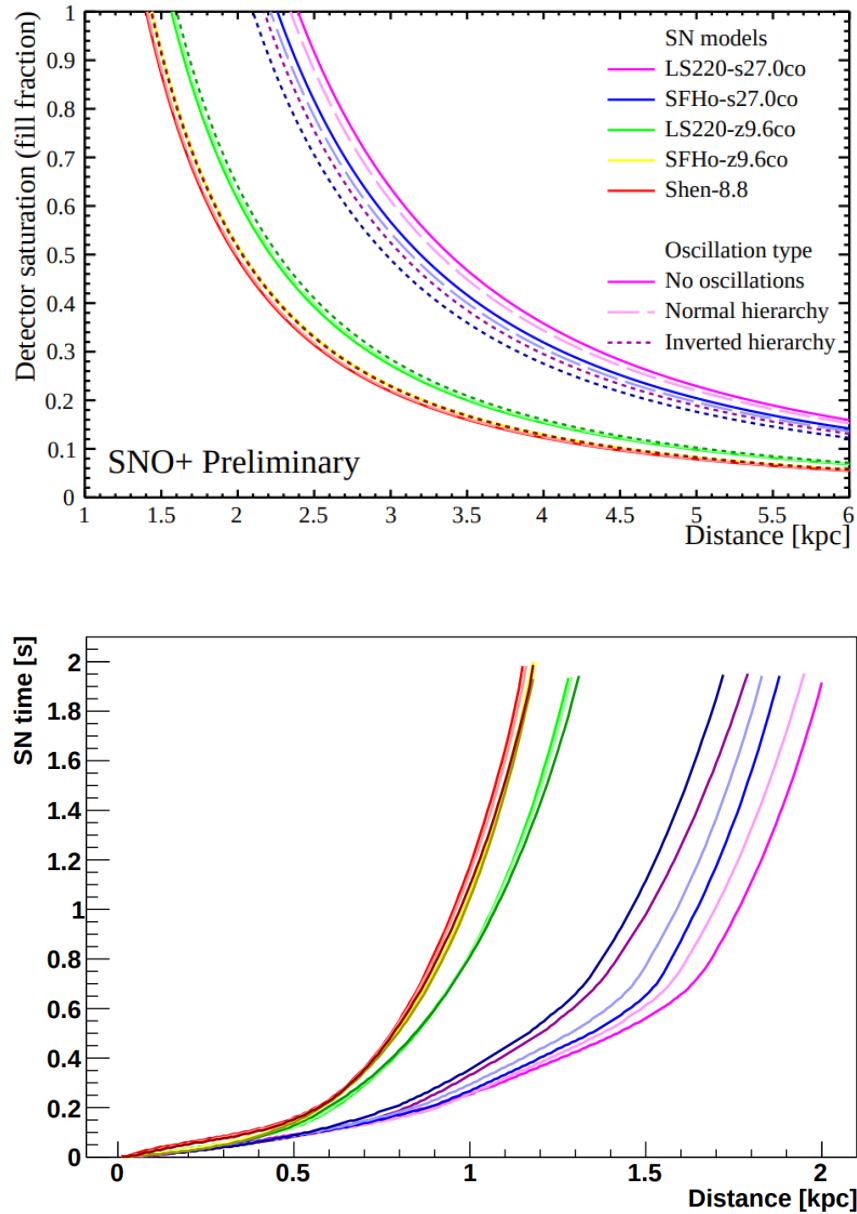 Detector saturation (fill fraction)
1
0.9
0.8
0.7
0.6
0.5
0.4
0.3
0.2
0.1
0
SN models
LS220-s27.0co
SFHo-s27.0co
LS220-z9.6co
SFHo-z9.6co
Shen-8.8
Oscillation type
No oscillations
Normal hierarchy
Inverted hierarchy
SNO+ Preliminary
1 1.5 2 2.5 3 3.5 4 4.5 5 5.5 6
Distance [kpc]
SN time [s]
2
1.8
1.6
1.4
1.2
1
0.8
0.6
0.4
0.2
0
0 0.5 1 1.5 2
Distance [kpc]